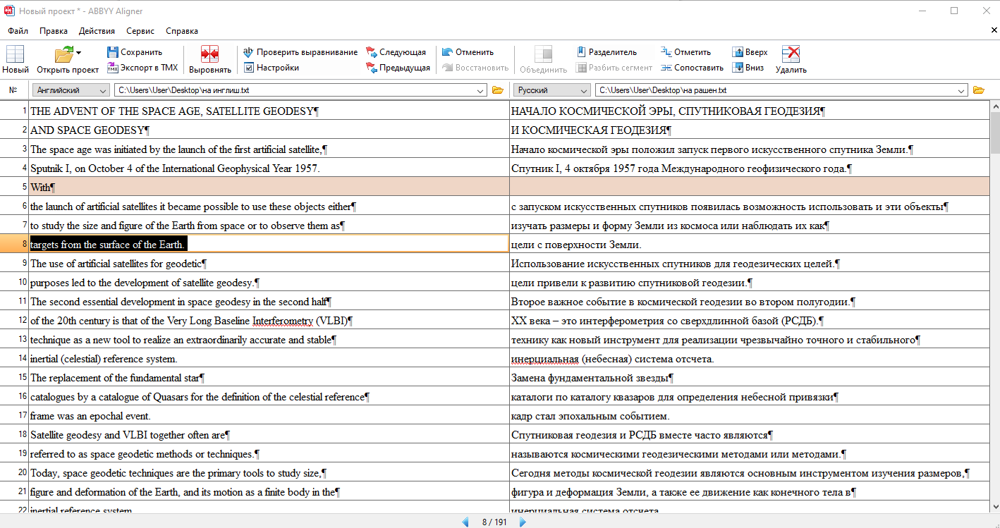 Новый проект * - ABBYY Aligner
Файл Правка Действия Сервис Справка
Новый
Открыть проект
Сохранить
TMX Экспорт в TMX
Выровнять
ab Проверить выравнивание
Настройки
Следующая
Предыдущая
Отменить
Восстановить
Объединить
Разделитель
Разбить сегмент
Отметить
Сопоставить
Вверх
Вниз
Удалить
№ Английский C:\Users\User\Desktop\на инглиш.txt Русский C:\Users\User\Desktop\на рашен.txt
1 THE ADVENT OF THE SPACE AGE, SATELLITE GEODESY¶ НАЧАЛО КОСМИЧЕСКОЙ ЭРЫ, СПУТНИКОВАЯ ГЕОДЕЗИЯ¶
2 AND SPACE GEODESY¶ И КОСМИЧЕСКАЯ ГЕОДЕЗИЯ¶
3 The space age was initiated by the launch of the first artificial satellite,¶ Начало космической эры положил запуск первого искусственного спутника Земли.¶
4 Sputnik I, on October 4 of the International Geophysical Year 1957. Спутник I, 4 октября 1957 года Международного геофизического года.¶
5 With¶
6 the launch of artificial satellites it became possible to use these objects either¶ с запуском искусственных спутников появилась возможность использовать и эти объекты¶
7 to study the size and figure of the Earth from space or to observe them as¶ изучать размеры и форму Земли из космоса или наблюдать их как¶
8 targets from the surface of the Earth. цели с поверхности Земли.
9 The use of artificial satellites for geodetic¶ Использование искусственных спутников для геодезических целей.¶
10 purposes led to the development of satellite geodesy.¶ цели привели к развитию спутниковой геодезии.¶
11 The second essential development in space geodesy in the second half¶ Второе важное событие в космической геодезии во втором полугодии.¶
12 of the 20th century is that of the Very Long Baseline Interferometry (VLBI)¶ XX века – это интерферометрия со сверхдлинной базой (РСДБ).¶
13 technique as a new tool to realize an extraordinarily accurate and stable¶ технику как новый инструмент для реализации чрезвычайно точного и стабильного¶
14 inertial (celestial) reference system. инерциальная (небесная) система отсчета.
15 The replacement of the fundamental star¶ Замена фундаментальной звезды¶
16 catalogues by a catalogue of Quasars for the definition of the celestial reference¶ каталоги по каталогу квазаров для определения небесной привязки¶
17 frame was an epochal event. кадр стал эпохальным событием.
18 Satellite geodesy and VLBI together often are¶ Спутниковая геодезия и РСДБ вместе часто являются¶
19 referred to as space geodetic methods or techniques.¶ называются космическими геодезическими методами или методами.¶
20 Today, space geodetic techniques are the primary tools to study size,¶ Сегодня методы космической геодезии являются основным инструментом изучения размеров,¶
21 figure and deformation of the Earth, and its motion as a finite body in the¶ фигура и деформация Земли, а также ее движение как конечного тела в¶
22 inertial reference system. инерциальная система отсчета.
8 / 191